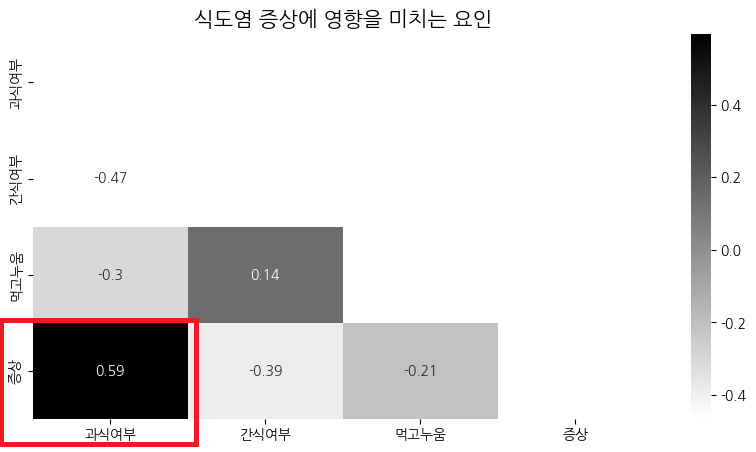 식도염 증상에 영향을 미치는 요인
과식여부
간식여부
-0.47
먹고누움
-0.3
0.14
증상
0.59
-0.39
-0.21
과식여부
간식여부
먹고누움
증상
0.4
0.2
0.0
-0.2
-0.4